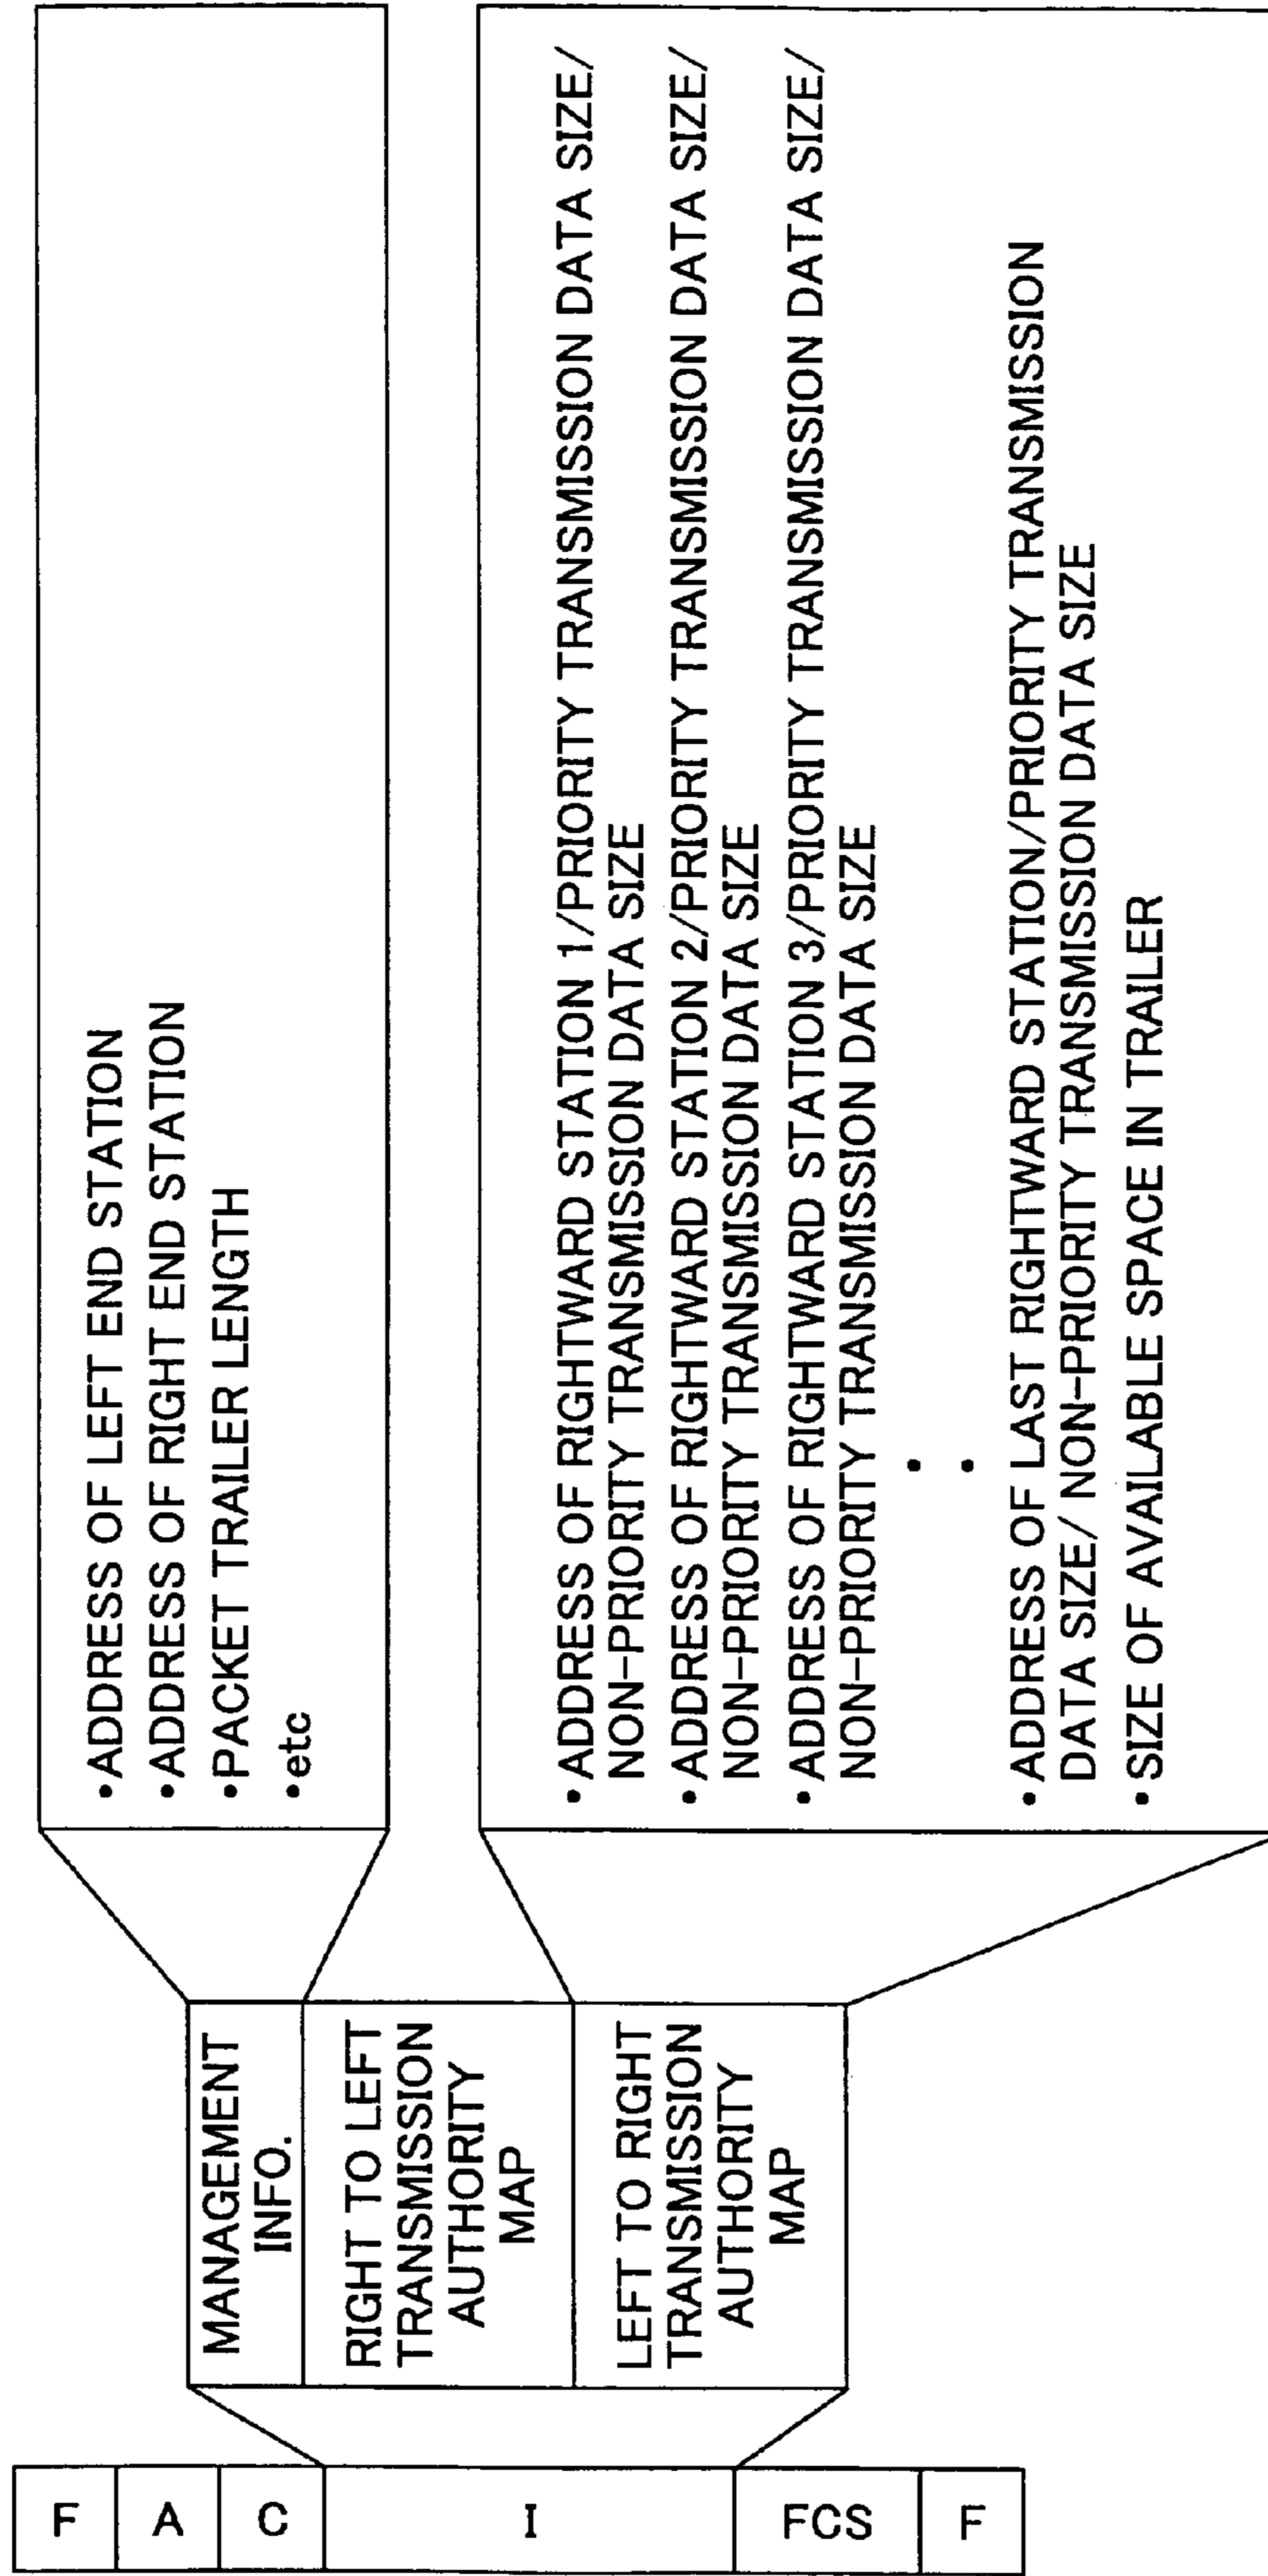 F
A
C
I
FCS
F
MANAGEMENT
INFO.
RIGHT TO LEFT
TRANSMISSION
AUTHORITY
MAP
LEFT TO RIGHT
TRANSMISSION
AUTHORITY
MAP
•ADDRESS OF LEFT END STATION
•ADDRESS OF RIGHT END STATION
•PACKET TRAILER LENGTH
•etc
•ADDRESS OF RIGHTWARD STATION 1/PRIORITY TRANSMISSION DATA SIZE/
NON-PRIORITY TRANSMISSION DATA SIZE
•ADDRESS OF RIGHTWARD STATION 2/PRIORITY TRANSMISSION DATA SIZE/
NON-PRIORITY TRANSMISSION DATA SIZE
•ADDRESS OF RIGHTWARD STATION 3/PRIORITY TRANSMISSION DATA SIZE/
NON-PRIORITY TRANSMISSION DATA SIZE
•
•
•ADDRESS OF LAST RIGHTWARD STATION/PRIORITY TRANSMISSION
DATA SIZE/ NON-PRIORITY TRANSMISSION DATA SIZE
•SIZE OF AVAILABLE SPACE IN TRAILER